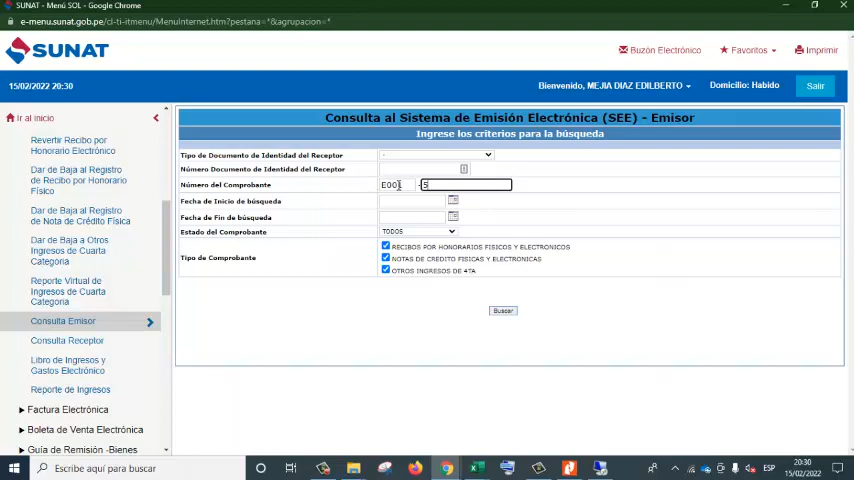 SUNAT - Menú SOL - Google Chrome
e-menu.sunat.gob.pe/cl-ti-itmenu/MenuInternet.htm?pestana=*&agrupacion=*
SUNAT
Buzón Electrónico
Favoritos
Imprimir
15/02/2022 20:30
Bienvenido, MEJIA DIAZ EDILBERTO
Domicilio: Habido
Salir
Ir al inicio
Revertir Recibo por
Honorario Electrónico
Dar de Baja al Registro
de Recibo por Honorario
Físico
Dar de Baja al Registro
de Nota de Crédito Física
Dar de Baja a Otros
Ingresos de Cuarta
Categoria
Reporte Virtual de
Ingresos de Cuarta
Categoria
Consulta Emisor
Consulta Receptor
Libro de Ingresos y
Gastos Electrónico
Reporte de Ingresos
Factura Electrónica
Boleta de Venta Electrónica
Guía de Remisión -Bienes
Consulta al Sistema de Emisión Electrónica (SEE) - Emisor
Ingrese los criterios para la búsqueda
Tipo de Documento de Identidad del Receptor
-
Número Documento de Identidad del Receptor
Número del Comprobante
E001 - 5
Fecha de Inicio de búsqueda
Fecha de Fin de búsqueda
Estado del Comprobante
TODOS
Tipo de Comprobante
RECIBOS POR HONORARIOS FISICOS Y ELECTRONICOS
NOTAS DE CREDITO FISICAS Y ELECTRONICAS
OTROS INGRESOS DE 4TA
Buscar
Escribe aquí para buscar
ESP
20:30
15/02/2022